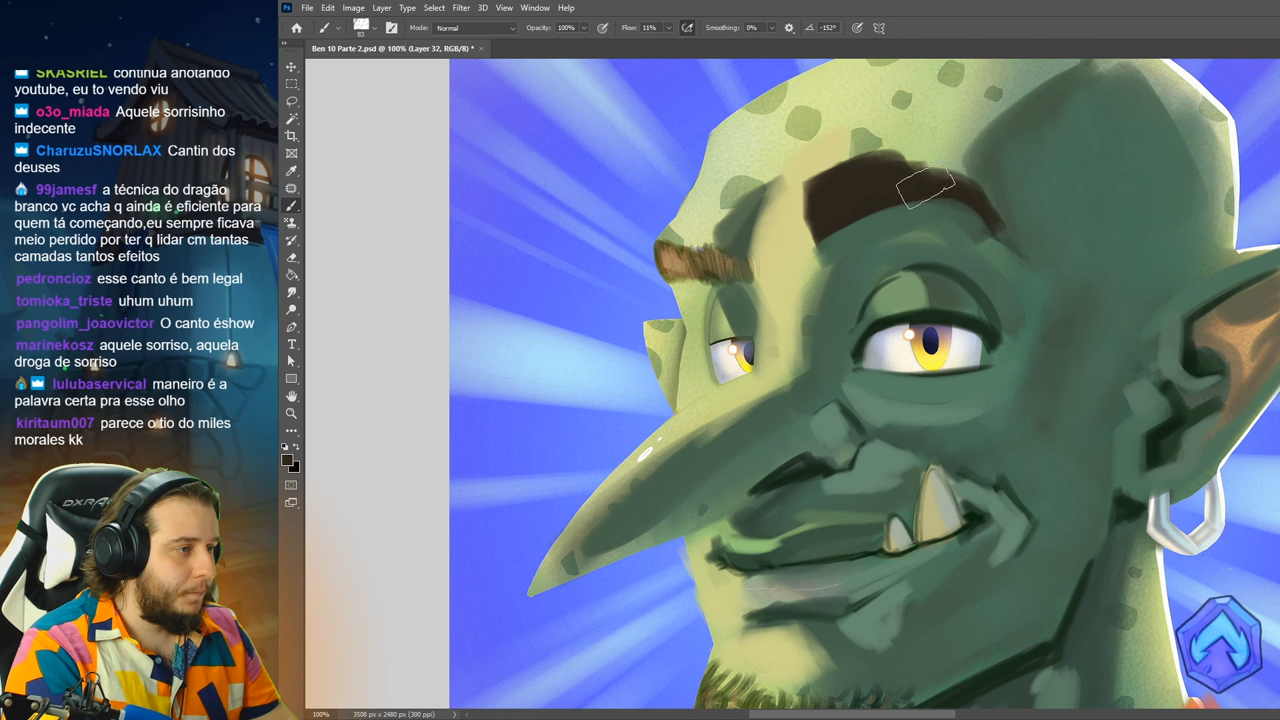 File Edit Image Layer Type Select Filter 3D View Window Help
83 Mode: Normal Opacity: 100% Flow: 11% Smoothing: 0% -152°
Ben 10 Parte 2.psd @ 100% (Layer 32, RGB/8) *
SKASRIEL continua anotando
youtube, eu to vendo viu
o3o_miada Aquele sorrisinho
indecente
CharuzuSNORLAX Cantin dos
deuses
99jamesf a técnica do dragão
branco vc acha q ainda é eficiente para
quem tá começando,eu sempre ficava
meio perdido por ter q lidar cm tantas
camadas tantos efeitos
pedroncioz esse canto é bem legal
tomioka_triste uhum uhum
pangolim_joaovictor O canto éshow
marinekosz aquele sorriso, aquela
droga de sorriso
lulubaservical maneiro é a
palavra certa pra esse olho
kiritaum007 parece o tio do miles
morales kk
100% 3508 px x 2480 px (300 ppi)